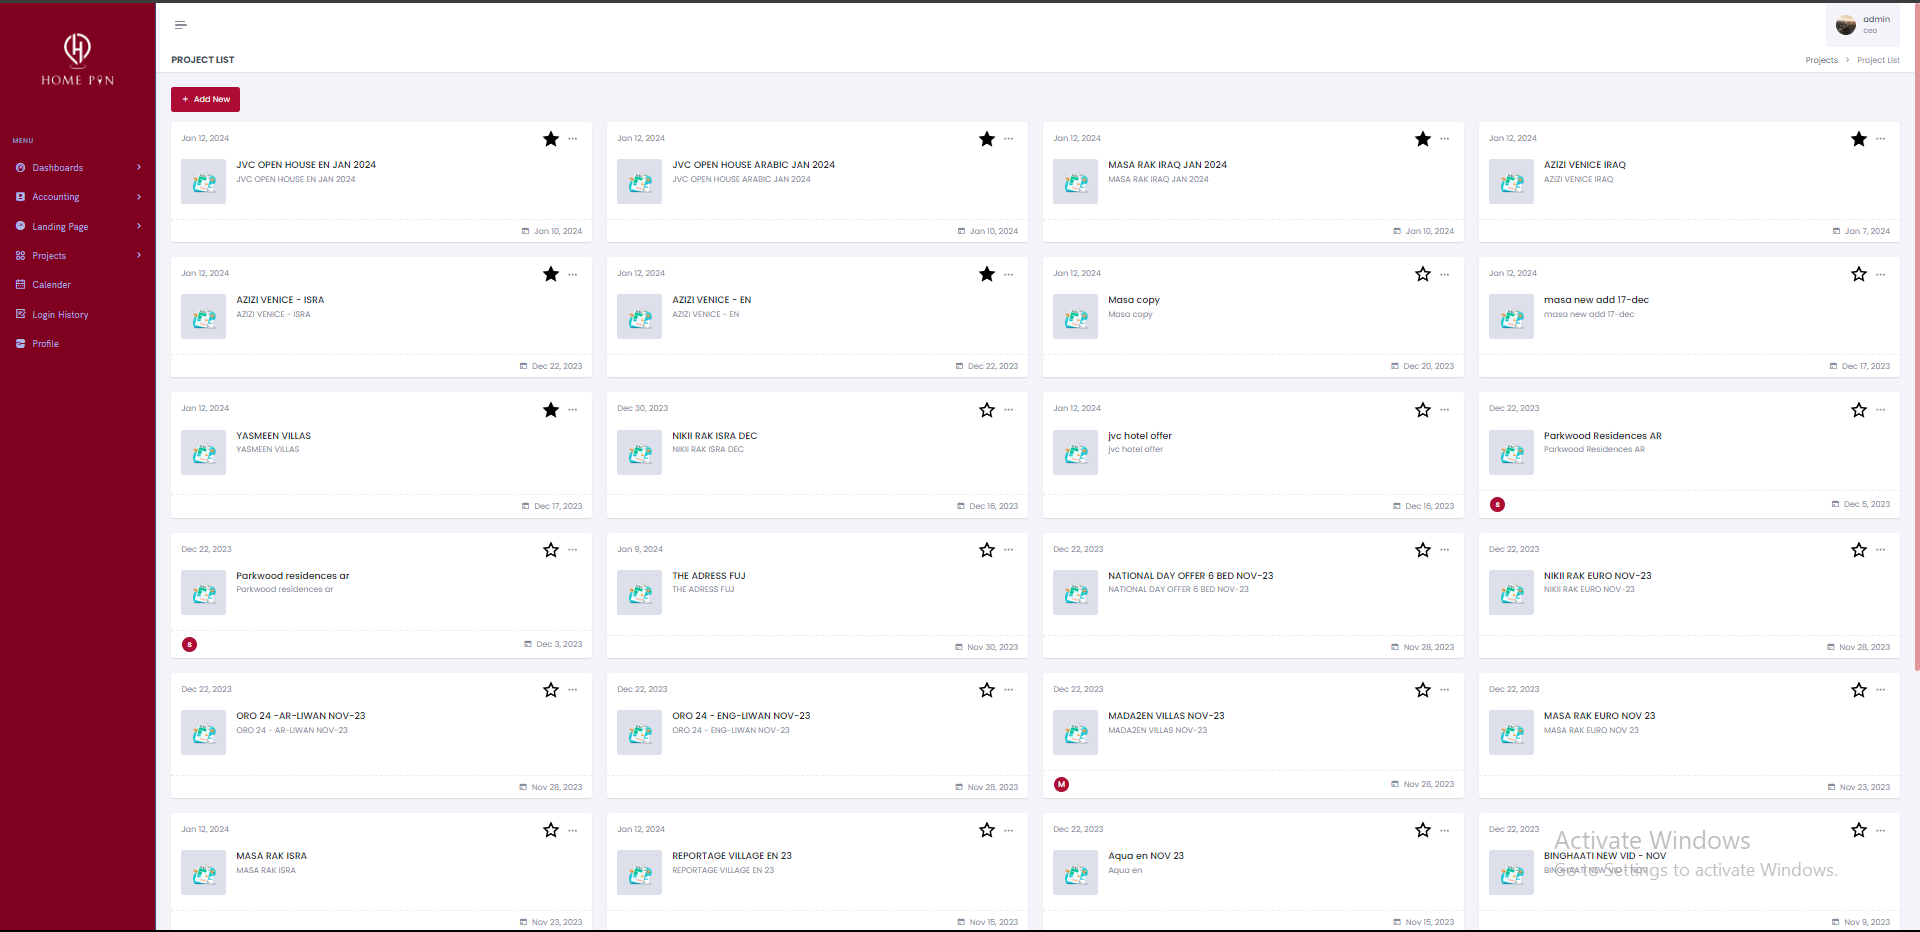 HOME PIN
MENU
Dashboards
Accounting
Landing Page
Projects
Calender
Login History
Profile
admin
ceo
PROJECT LIST
Projects > Project List
+ Add New
Jan 12, 2024
JVC OPEN HOUSE EN JAN 2024
JVC OPEN HOUSE EN JAN 2024
Jan 10, 2024
Jan 12, 2024
JVC OPEN HOUSE ARABIC JAN 2024
JVC OPEN HOUSE ARABIC JAN 2024
Jan 10, 2024
Jan 12, 2024
MASA RAK IRAQ JAN 2024
MASA RAK IRAQ JAN 2024
Jan 10, 2024
Jan 12, 2024
AZIZI VENICE IRAQ
AZIZI VENICE IRAQ
Jan 7, 2024
Jan 12, 2024
AZIZI VENICE - ISRA
AZIZI VENICE - ISRA
Dec 22, 2023
Jan 12, 2024
AZIZI VENICE - EN
AZIZI VENICE - EN
Dec 22, 2023
Jan 12, 2024
Masa copy
Masa copy
Dec 20, 2023
Jan 12, 2024
masa new add 17-dec
masa new add 17-dec
Dec 17, 2023
Jan 12, 2024
YASMEEN VILLAS
YASMEEN VILLAS
Dec 17, 2023
Dec 30, 2023
NIKII RAK ISRA DEC
NIKII RAK ISRA DEC
Dec 16, 2023
Jan 12, 2024
jvc hotel offer
jvc hotel offer
Dec 16, 2023
Dec 22, 2023
Parkwood Residences AR
Parkwood Residences AR
S
Dec 5, 2023
Dec 22, 2023
Parkwood residences ar
Parkwood residences ar
S
Dec 3, 2023
Jan 9, 2024
THE ADRESS FUJ
THE ADRESS FUJ
Nov 30, 2023
Dec 22, 2023
NATIONAL DAY OFFER 6 BED NOV-23
NATIONAL DAY OFFER 6 BED NOV-23
Nov 28, 2023
Dec 22, 2023
NIKII RAK EURO NOV-23
NIKII RAK EURO NOV-23
Nov 28, 2023
Dec 22, 2023
ORO 24 -AR-LIWAN NOV-23
ORO 24 - AR-LIWAN NOV-23
Nov 28, 2023
Dec 22, 2023
ORO 24 - ENG-LIWAN NOV-23
ORO 24 - ENG-LIWAN NOV-23
Nov 28, 2023
Dec 22, 2023
MADA2EN VILLAS NOV-23
MADA2EN VILLAS NOV-23
M
Nov 28, 2023
Dec 22, 2023
MASA RAK EURO NOV 23
MASA RAK EURO NOV 23
Nov 23, 2023
Jan 12, 2024
MASA RAK ISRA
MASA RAK ISRA
Nov 23, 2023
Jan 12, 2024
REPORTAGE VILLAGE EN 23
REPORTAGE VILLAGE EN 23
Nov 15, 2023
Dec 22, 2023
Aqua en NOV 23
Aqua en
Nov 15, 2023
Dec 22, 2023
BINGHAATI NEW VID - NOV
BINGHAATI NEW VID - NOV
Nov 9, 2023
Activate Windows
Go to Settings to activate Windows.